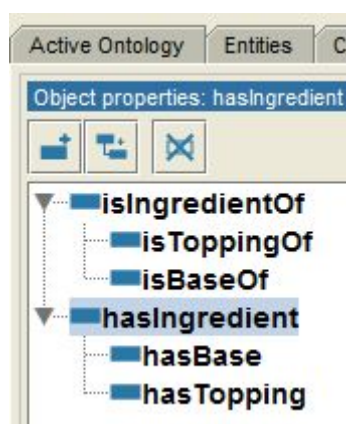 Active Ontology Entities C
Object properties: hasIngredient
isIngredientOf
isToppingOf
isBaseOf
hasIngredient
hasBase
hasTopping